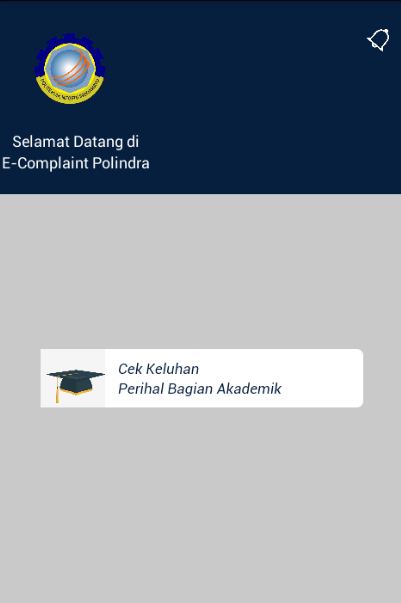 Selamat Datang di
E-Complaint Polindra
Cek Keluhan
Perihal Bagian Akademik